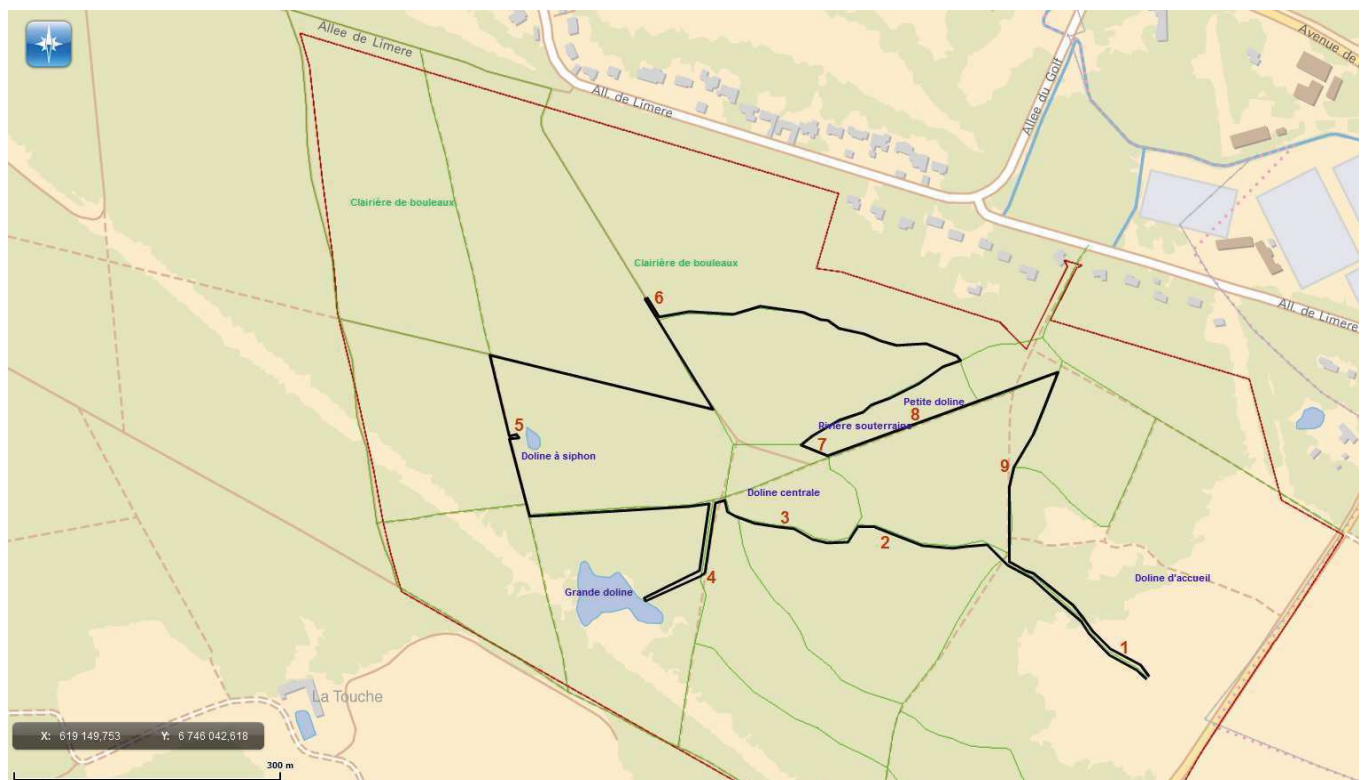 Allee de Limere
All. de Limere
Allee du Golf
Avenue de
Clairière de bouleaux
Clairière de bouleaux
6
All. de Limere
Petite doline
8
Rivière souterraine
7
5
Doline à siphon
9
Doline centrale
3
2
4
Grande doline
Doline d'accueil
1
La Touche
X: 619 149,753 Y: 6 746 042,618
300 m